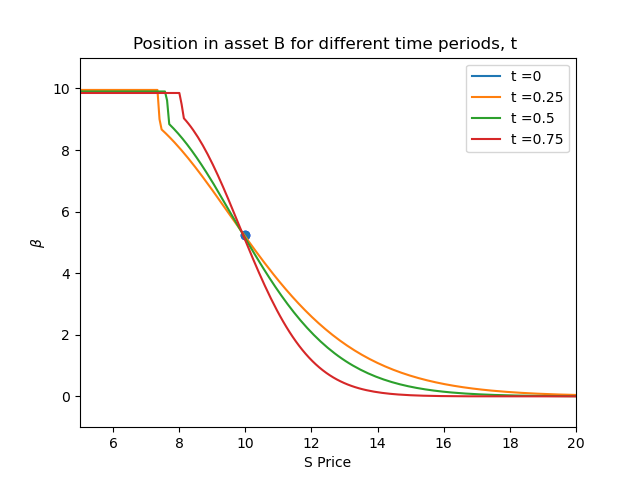 Position in asset B for different time periods, t
t =0
t =0.25
t =0.5
t =0.75
10
8
6
4
2
0
β
6
8
10
12
14
16
18
20
S Price